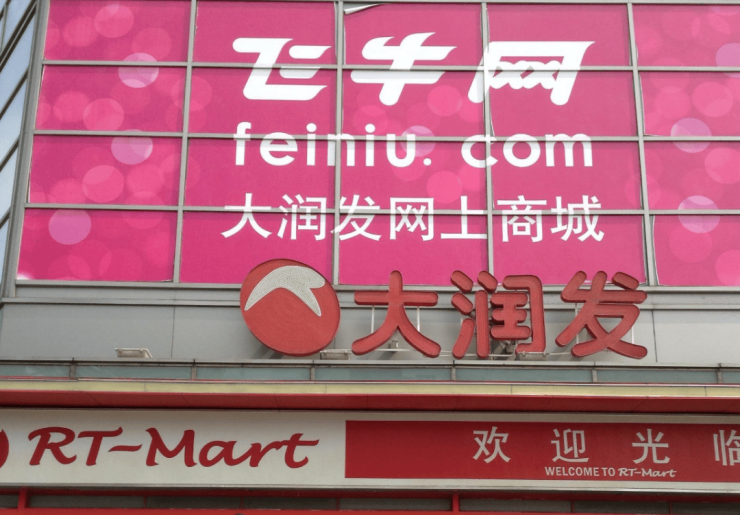 飞牛网
feiniu.com
大润发网上商城
大润发
RT-Mart
欢迎光临
WELCOME TO RT-Mart